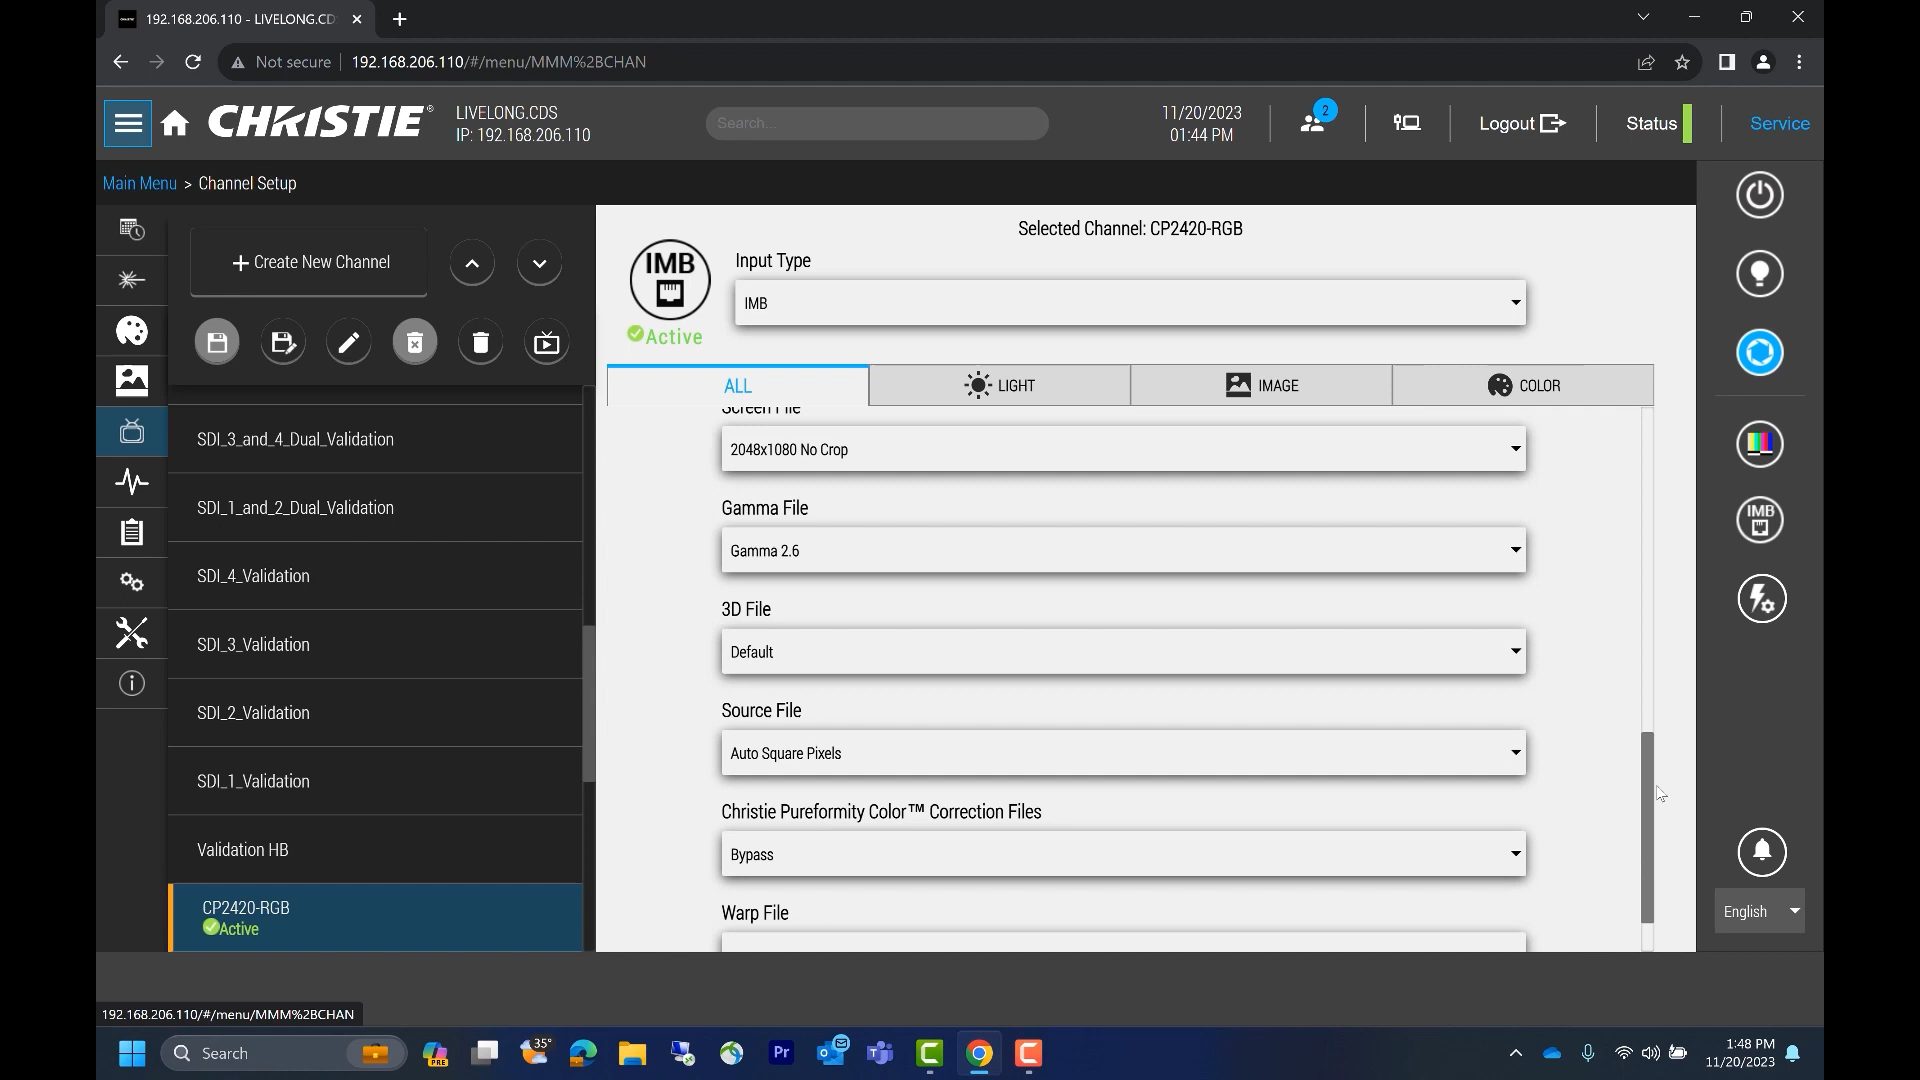 192.168.206.110 - LIVELONG.CD
Not secure
192.168.206.110/#/menu/MMM%2BCHAN
CHRISTIE®
LIVELONG.CDS
IP: 192.168.206.110
Search...
11/20/2023
01:44 PM
2
Logout
Status
Service
Main Menu > Channel Setup
Create New Channel
SDI_3_and_4_Dual_Validation
SDI_1_and_2_Dual_Validation
SDI_4_Validation
SDI_3_Validation
SDI_2_Validation
SDI_1_Validation
Validation HB
CP2420-RGB
Active
Selected Channel: CP2420-RGB
IMB
Active
Input Type
IMB
ALL
LIGHT
IMAGE
COLOR
Screen File
2048x1080 No Crop
Gamma File
Gamma 2.6
3D File
Default
Source File
Auto Square Pixels
Christie Pureformity Color™ Correction Files
Bypass
Warp File
IMB
English
192.168.206.110/#/menu/MMM%2BCHAN
Search
PRE
35°
Pr
1:48 PM
11/20/2023